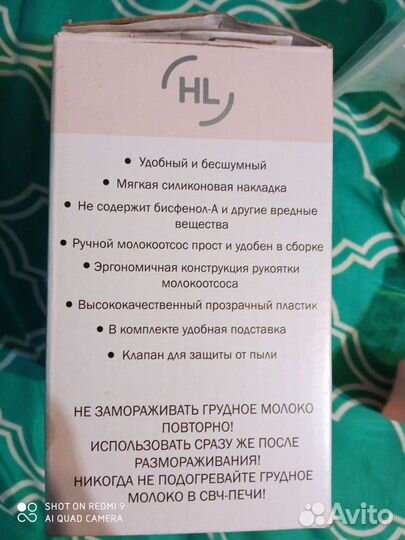 HL
• Удобный и бесшумный
• Мягкая силиконовая накладка
• Не содержит бисфенол-А и другие вредные
вещества
• Ручной молокоотсос прост и удобен в сборке
• Эргономичная конструкция рукоятки
молокоотсоса
• Высококачественный прозрачный пластик
• В комплекте удобная подставка
• Клапан для защиты от пыли
НЕ ЗАМОРАЖИВАТЬ ГРУДНОЕ МОЛОКО
ПОВТОРНО!
ИСПОЛЬЗОВАТЬ СРАЗУ ЖЕ ПОСЛЕ
РАЗМОРАЖИВАНИЯ!
НИКОГДА НЕ ПОДОГРЕВАЙТЕ ГРУДНОЕ
МОЛОКО В СВЧ-ПЕЧИ!
SHOT ON REDMI 9
AI QUAD CAMERA
Avito